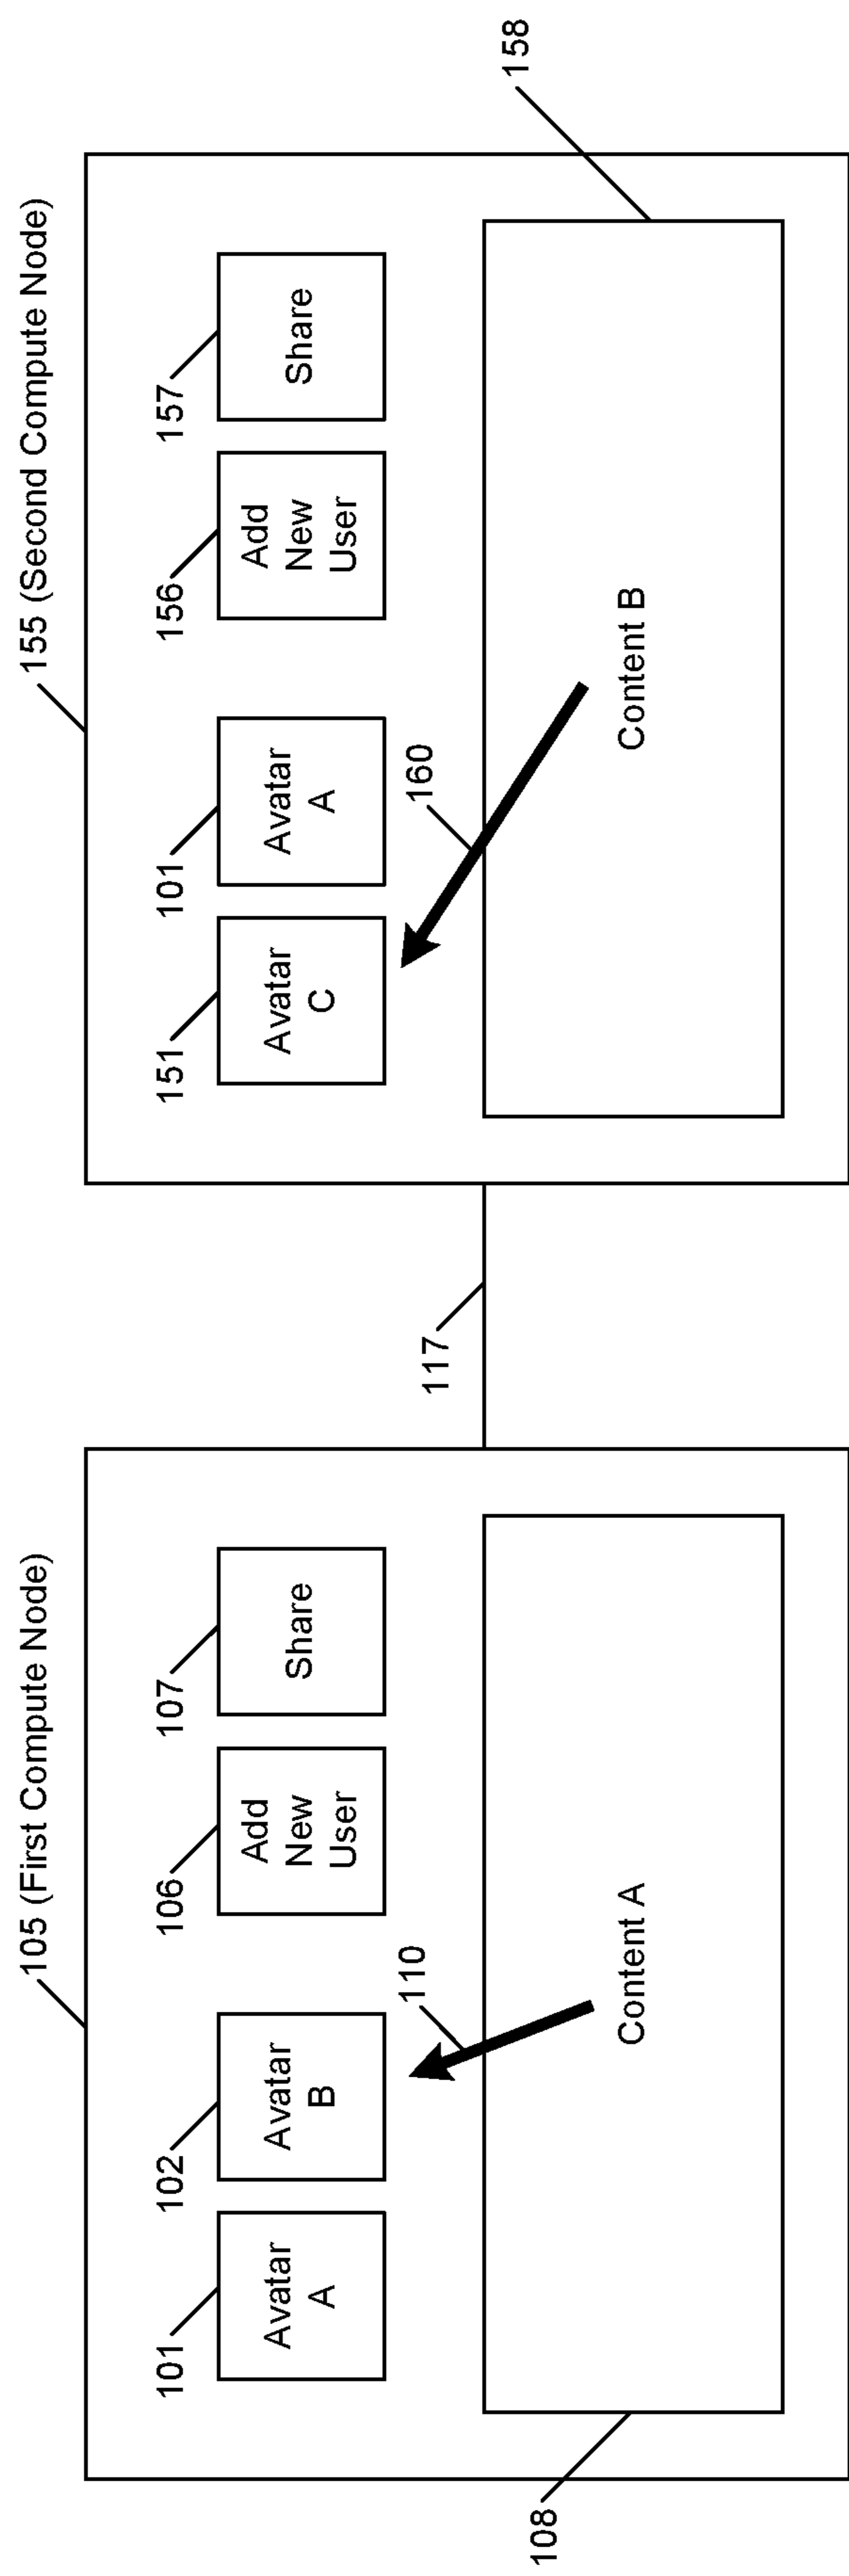 105 (First Compute Node)
101
102
106
107
Avatar
A
Avatar
B
Add
New
User
Share
110
Content A
108
117
155 (Second Compute Node)
151
101
156
157
Avatar
C
Avatar
A
Add
New
User
Share
160
Content B
158